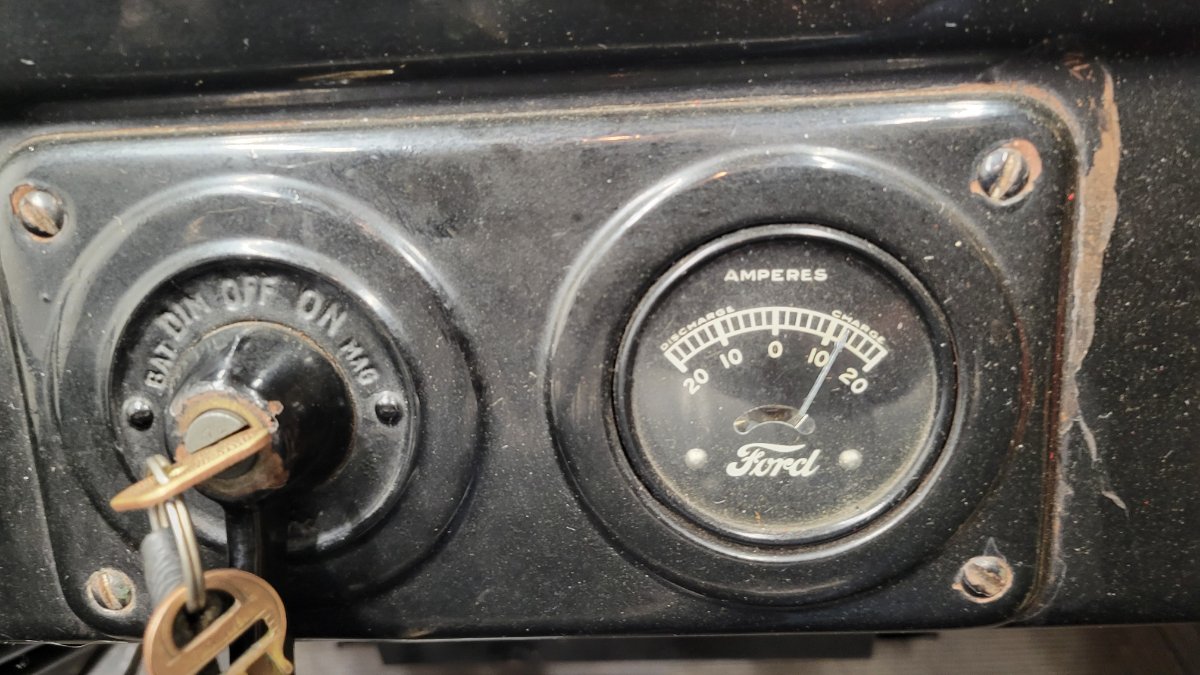 BAT DIM OFF ON MAG
AMPERES
DISCHARGE CHARGE
20 10 0 10 20
Ford